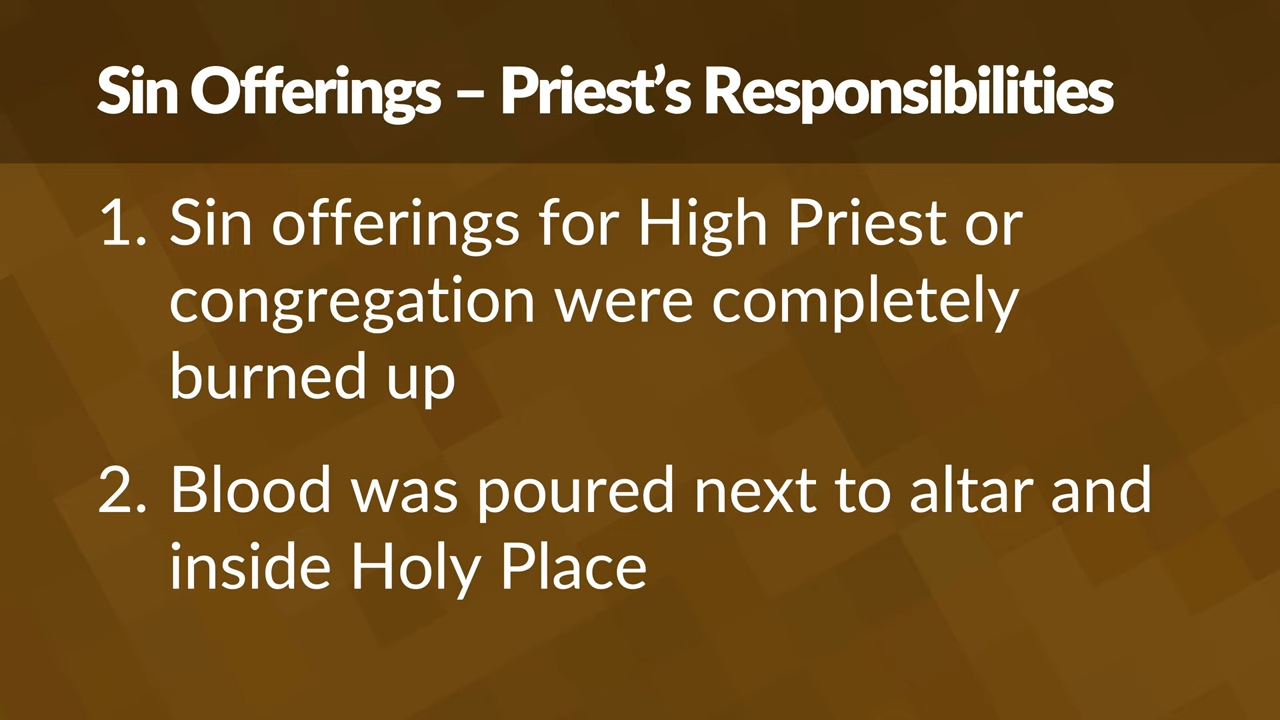 Sin Offerings – Priest’s Responsibilities
1. Sin offerings for High Priest or
congregation were completely
burned up
2. Blood was poured next to altar and
inside Holy Place